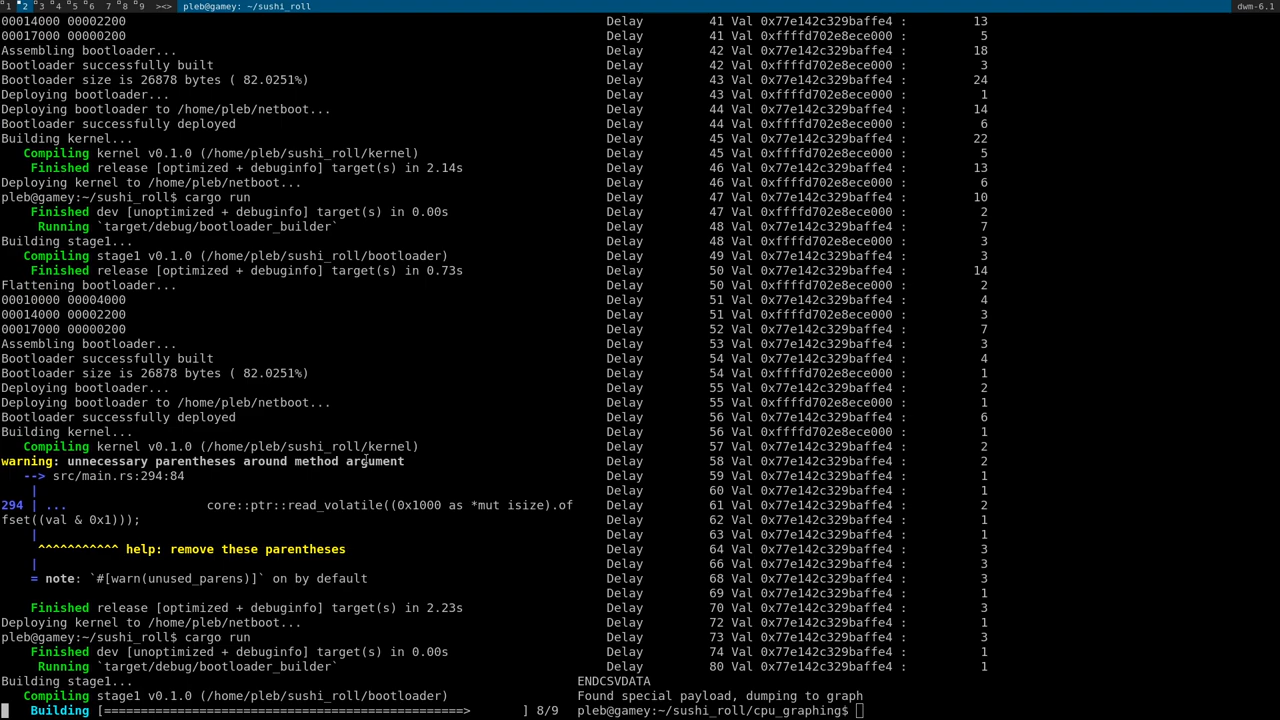 1 2 3 4 5 6 7 8 9 ><> pleb@gamey: ~/sushi_roll dwm-6.1
00014000 00002200
00017000 00000200
Assembling bootloader...
Bootloader successfully built
Bootloader size is 26878 bytes ( 82.0251%)
Deploying bootloader...
Deploying bootloader to /home/pleb/netboot...
Bootloader successfully deployed
Building kernel...
Compiling kernel v0.1.0 (/home/pleb/sushi_roll/kernel)
Finished release [optimized + debuginfo] target(s) in 2.14s
Deploying kernel to /home/pleb/netboot...
pleb@gamey:~/sushi_roll$ cargo run
Finished dev [unoptimized + debuginfo] target(s) in 0.00s
Running `target/debug/bootloader_builder`
Building stage1...
Compiling stage1 v0.1.0 (/home/pleb/sushi_roll/bootloader)
Finished release [optimized + debuginfo] target(s) in 0.73s
Flattening bootloader...
00010000 00004000
00014000 00002200
00017000 00000200
Assembling bootloader...
Bootloader successfully built
Bootloader size is 26878 bytes ( 82.0251%)
Deploying bootloader...
Deploying bootloader to /home/pleb/netboot...
Bootloader successfully deployed
Building kernel...
Compiling kernel v0.1.0 (/home/pleb/sushi_roll/kernel)
warning: unnecessary parentheses around method argument
--> src/main.rs:294:84
|
294 | ... core::ptr::read_volatile((0x1000 as *mut isize).of
fset((val & 0x1)));
|
^^^^^^^^^^^ help: remove these parentheses
|
= note: `#[warn(unused_parens)]` on by default
Finished release [optimized + debuginfo] target(s) in 2.23s
Deploying kernel to /home/pleb/netboot...
pleb@gamey:~/sushi_roll$ cargo run
Finished dev [unoptimized + debuginfo] target(s) in 0.00s
Running `target/debug/bootloader_builder`
Building stage1...
Compiling stage1 v0.1.0 (/home/pleb/sushi_roll/bootloader)
Building [=================================================> ] 8/9
Delay 41 Val 0x77e142c329baffe4 : 13
Delay 41 Val 0xffffd702e8ece000 : 5
Delay 42 Val 0x77e142c329baffe4 : 18
Delay 42 Val 0xffffd702e8ece000 : 3
Delay 43 Val 0x77e142c329baffe4 : 24
Delay 43 Val 0xffffd702e8ece000 : 1
Delay 44 Val 0x77e142c329baffe4 : 14
Delay 44 Val 0xffffd702e8ece000 : 6
Delay 45 Val 0x77e142c329baffe4 : 22
Delay 45 Val 0xffffd702e8ece000 : 5
Delay 46 Val 0x77e142c329baffe4 : 13
Delay 46 Val 0xffffd702e8ece000 : 6
Delay 47 Val 0x77e142c329baffe4 : 10
Delay 47 Val 0xffffd702e8ece000 : 2
Delay 48 Val 0x77e142c329baffe4 : 7
Delay 48 Val 0xffffd702e8ece000 : 3
Delay 49 Val 0x77e142c329baffe4 : 3
Delay 50 Val 0x77e142c329baffe4 : 14
Delay 50 Val 0xffffd702e8ece000 : 2
Delay 51 Val 0x77e142c329baffe4 : 4
Delay 51 Val 0xffffd702e8ece000 : 3
Delay 52 Val 0x77e142c329baffe4 : 7
Delay 53 Val 0x77e142c329baffe4 : 3
Delay 54 Val 0x77e142c329baffe4 : 4
Delay 54 Val 0xffffd702e8ece000 : 1
Delay 55 Val 0x77e142c329baffe4 : 2
Delay 55 Val 0xffffd702e8ece000 : 1
Delay 56 Val 0x77e142c329baffe4 : 6
Delay 56 Val 0xffffd702e8ece000 : 1
Delay 57 Val 0x77e142c329baffe4 : 2
Delay 58 Val 0x77e142c329baffe4 : 2
Delay 59 Val 0x77e142c329baffe4 : 1
Delay 60 Val 0x77e142c329baffe4 : 1
Delay 61 Val 0x77e142c329baffe4 : 2
Delay 62 Val 0x77e142c329baffe4 : 1
Delay 63 Val 0x77e142c329baffe4 : 1
Delay 64 Val 0x77e142c329baffe4 : 3
Delay 66 Val 0x77e142c329baffe4 : 3
Delay 68 Val 0x77e142c329baffe4 : 3
Delay 69 Val 0x77e142c329baffe4 : 1
Delay 70 Val 0x77e142c329baffe4 : 3
Delay 72 Val 0x77e142c329baffe4 : 1
Delay 73 Val 0x77e142c329baffe4 : 3
Delay 74 Val 0x77e142c329baffe4 : 1
Delay 80 Val 0x77e142c329baffe4 : 1
ENDCSVDATA
Found special payload, dumping to graph
pleb@gamey:~/sushi_roll/cpu_graphing$